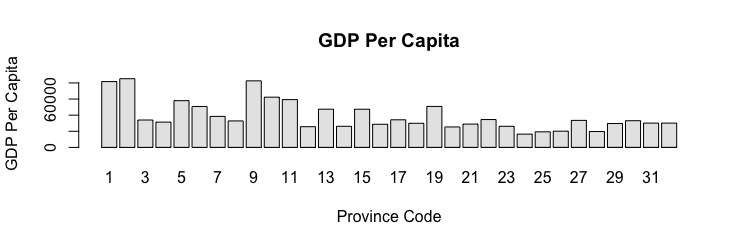 GDP Per Capita
GDP Per Capita
60000
0
1 3 5 7 9 11 13 15 17 19 21 23 25 27 29 31
Province Code